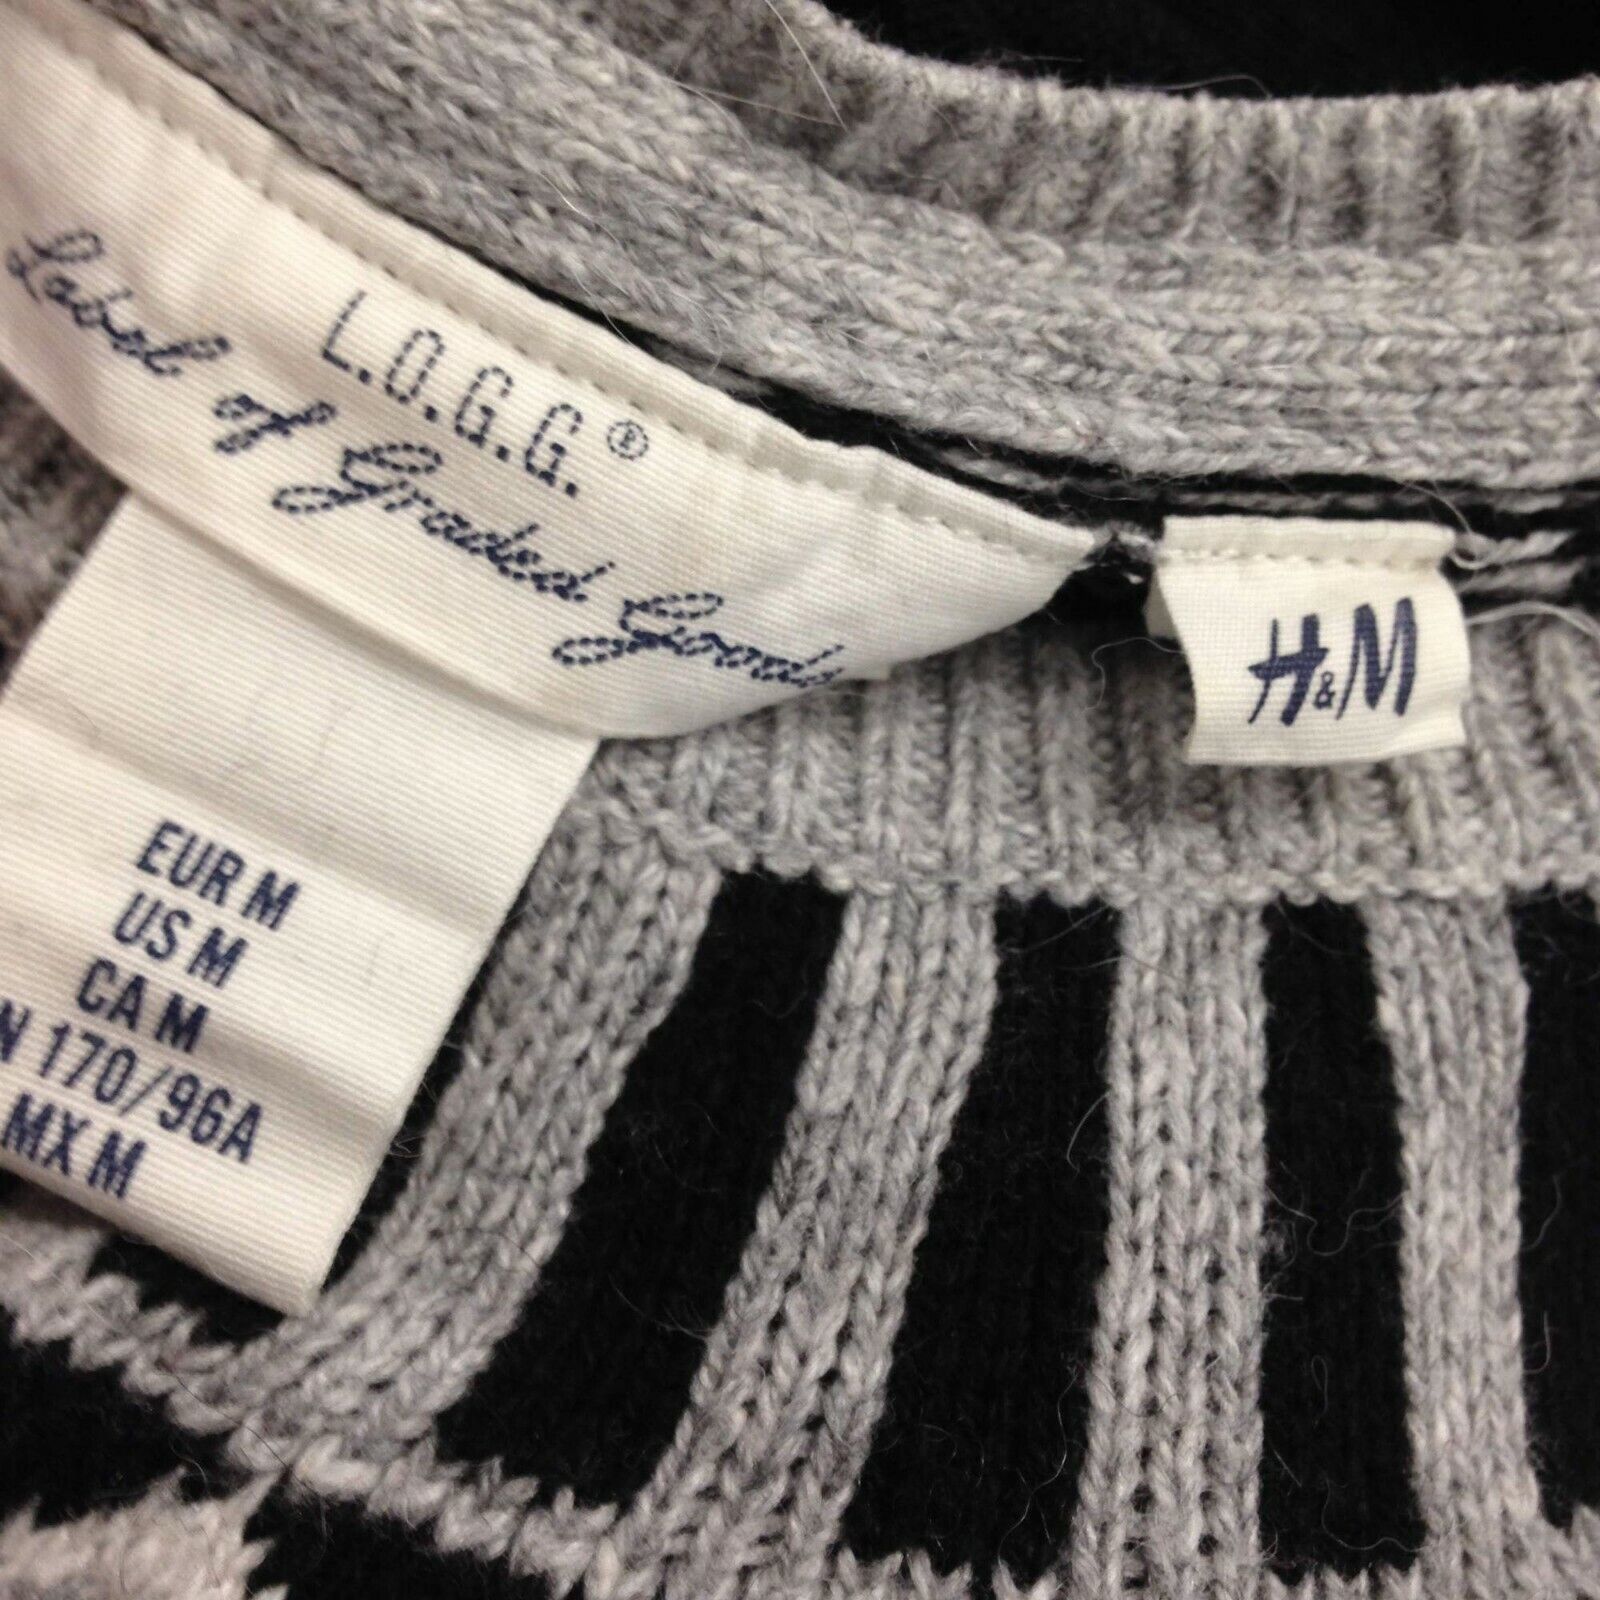 L.O.G.G.®
Label of Graded Goods
H&M
EUR M
US M
CA M
N 170/96A
MX M